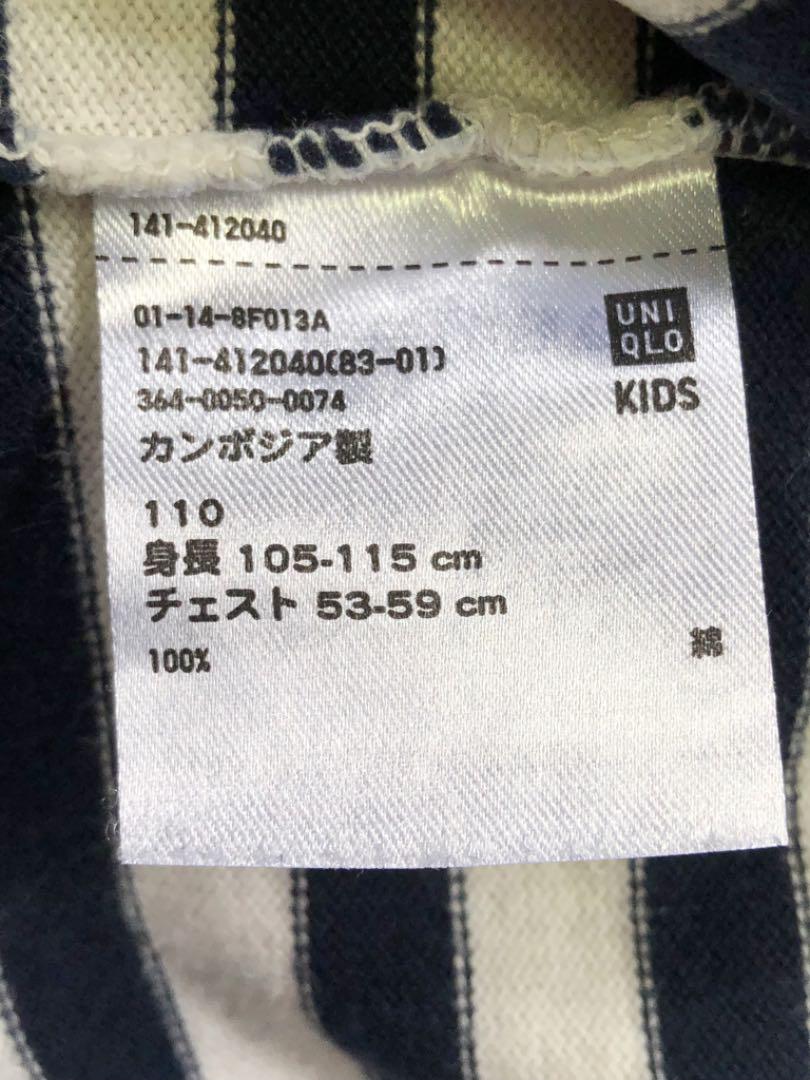 141-412040
01-14-8F013A
141-412040(83-01)
364-0050-0074
カンボジア製
UNI
QLO
KIDS
110
身長 105-115 cm
チェスト 53-59 cm
100% 綿